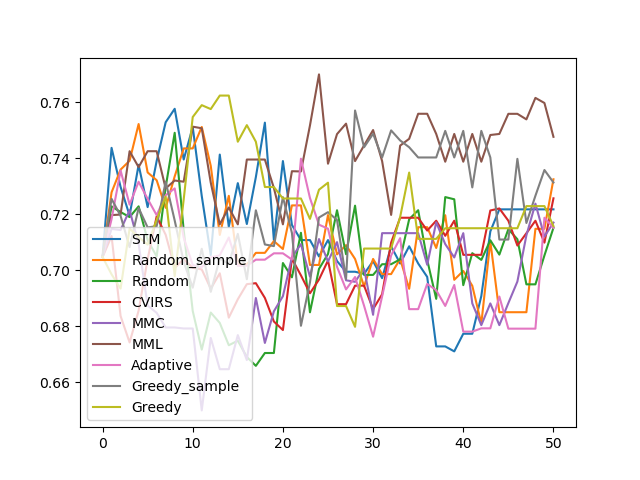 0.76
0.74
0.72
0.70
0.68
0.66
STM
Random_sample
Random
CVIRS
MMC
MML
Adaptive
Greedy_sample
Greedy
0 10 20 30 40 50